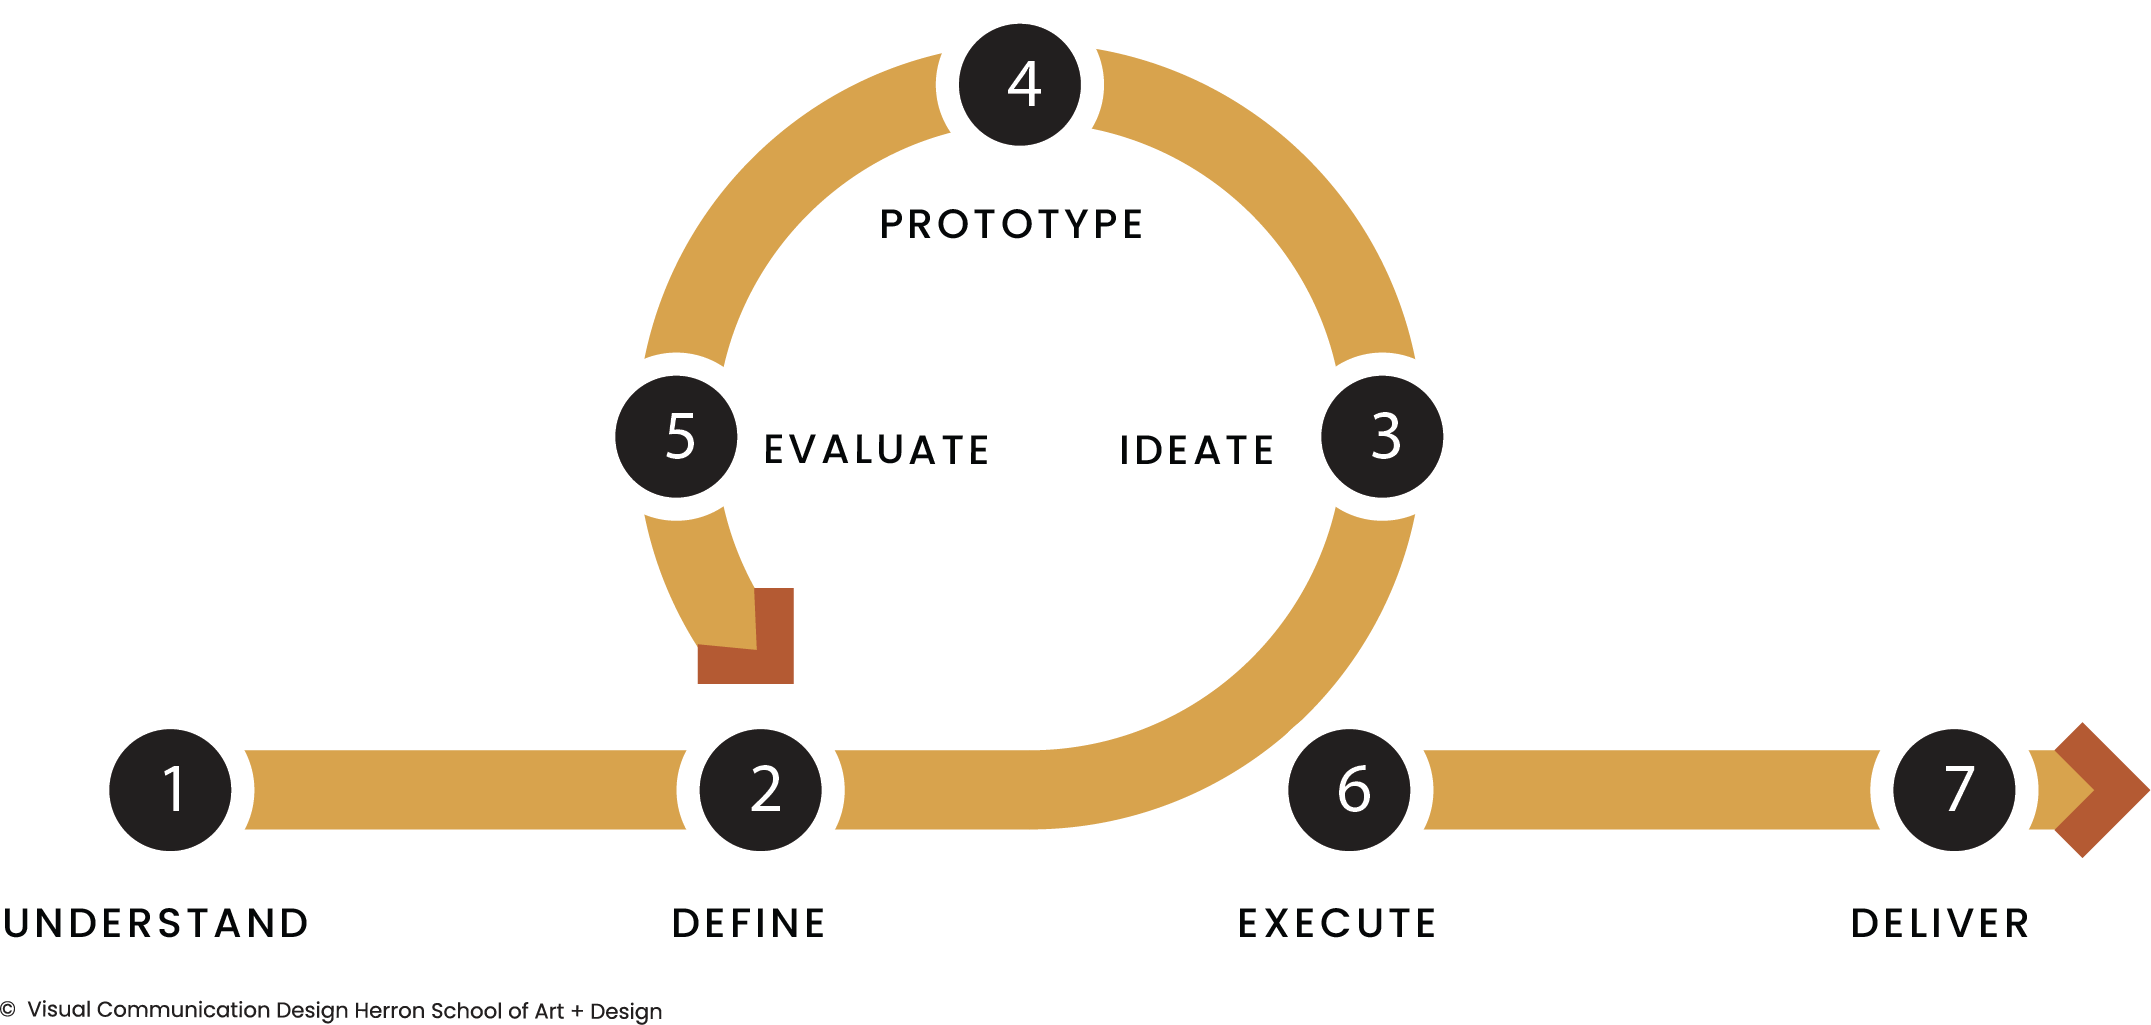 4
PROTOTYPE
5
EVALUATE
IDEATE
3
1
2
6
7
UNDERSTAND
DEFINE
EXECUTE
DELIVER
© Visual Communication Design Herron School of Art + Design